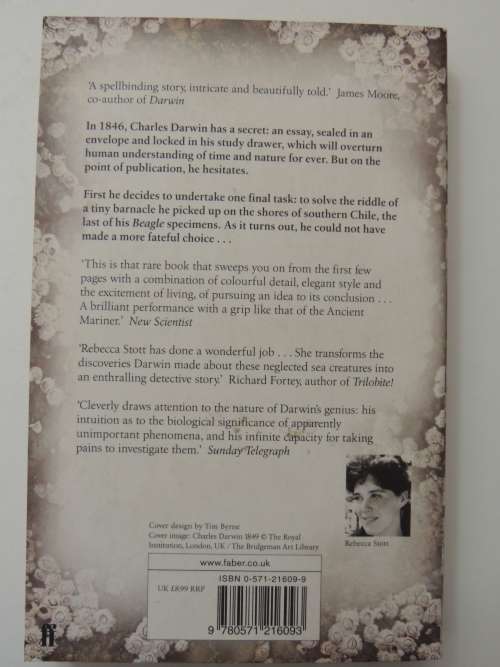 'A spellbinding story, intricate and beautifully told.' James Moore,
co-author of Darwin
In 1846, Charles Darwin has a secret: an essay, sealed in an
envelope and locked in his study drawer, which will overturn
human understanding of time and nature for ever. But on the
point of publication, he hesitates.
First he decides to undertake one final task: to solve the riddle of
a tiny barnacle he picked up on the shores of southern Chile, the
last of his Beagle specimens. As it turns out, he could not have
made a more fateful choice . . .
'This is that rare book that sweeps you on from the first few
pages with a combination of colourful detail, elegant style and
the excitement of living, of pursuing an idea to its conclusion . . .
A brilliant performance with a grip like that of the Ancient
Mariner.' New Scientist
'Rebecca Stott has done a wonderful job . . . She transforms the
discoveries Darwin made about these neglected sea creatures into
an enthralling detective story.' Richard Fortey, author of Trilobite!
'Cleverly draws attention to the nature of Darwin's genius: his
intuition as to the biological significance of apparently
unimportant phenomena, and his infinite capacity for taking
pains to investigate them.' Sunday Telegraph
Rebecca Stott
Cover design by Tim Byrne
Cover image: Charles Darwin 1849 © The Royal
Institution, London, UK / The Bridgeman Art Library
www.faber.co.uk
UK £8.99 RRP
ISBN 0-571-21609-9
9 780571 216093
ff